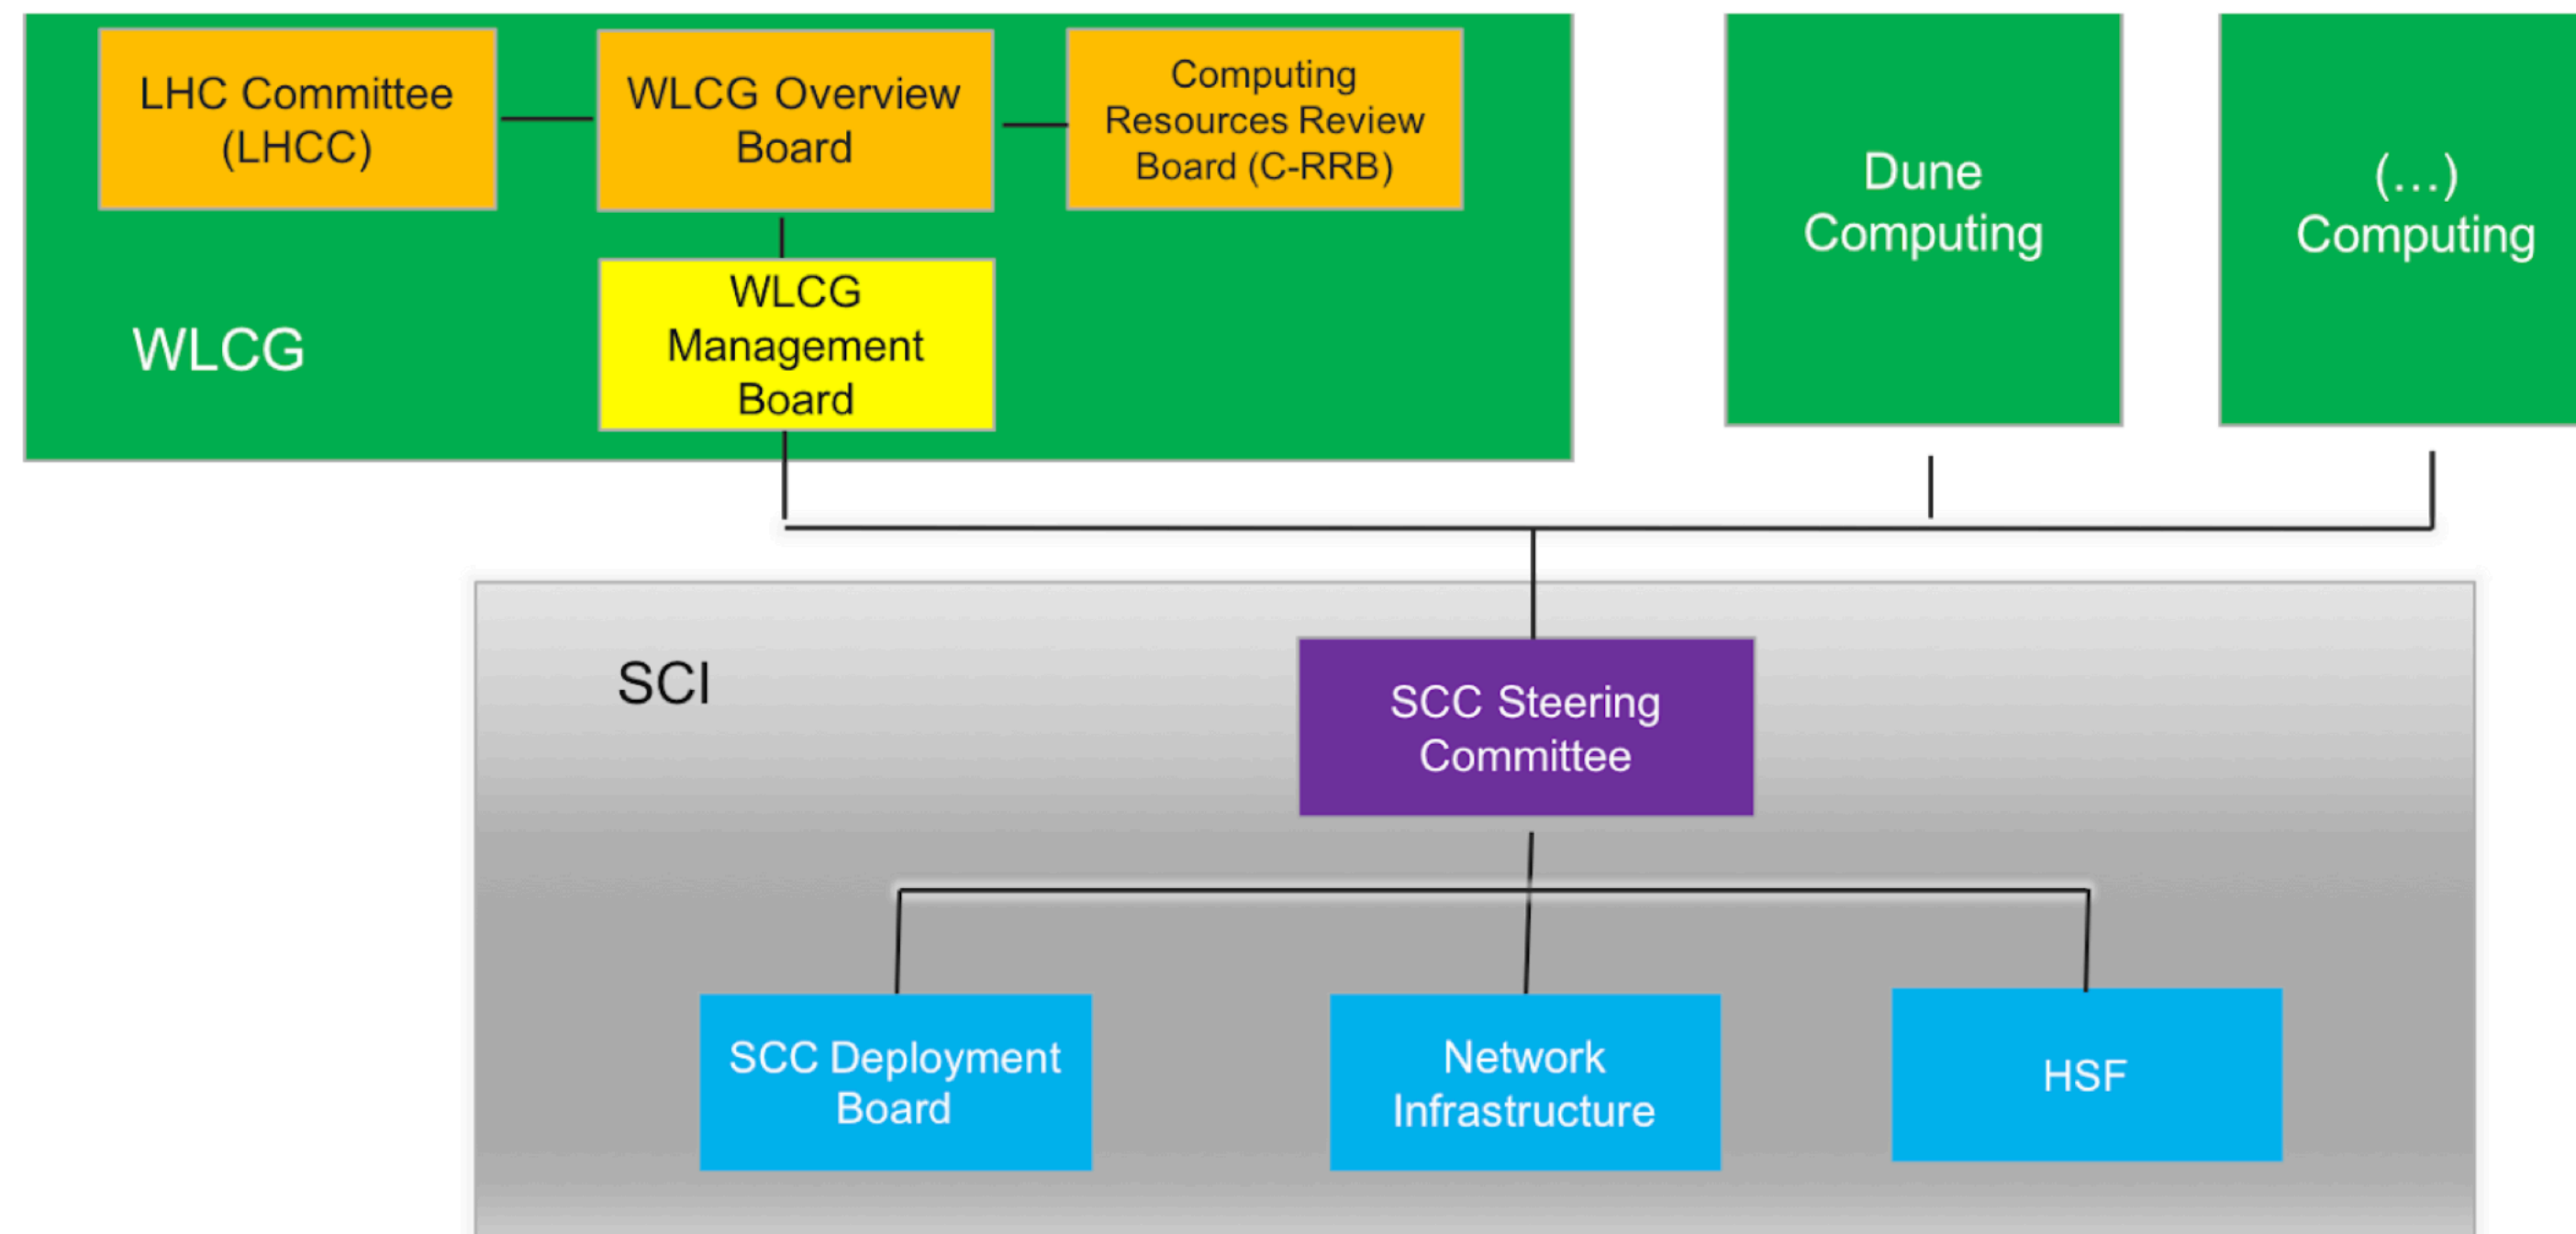 LHC Committee
(LHCC)
WLCG Overview
Board
Computing
Resources Review
Board (C-RRB)
WLCG
Management
Board
WLCG
Dune
Computing
(...)
Computing
SCI
SCC Steering
Committee
SCC Deployment
Board
Network
Infrastructure
HSF